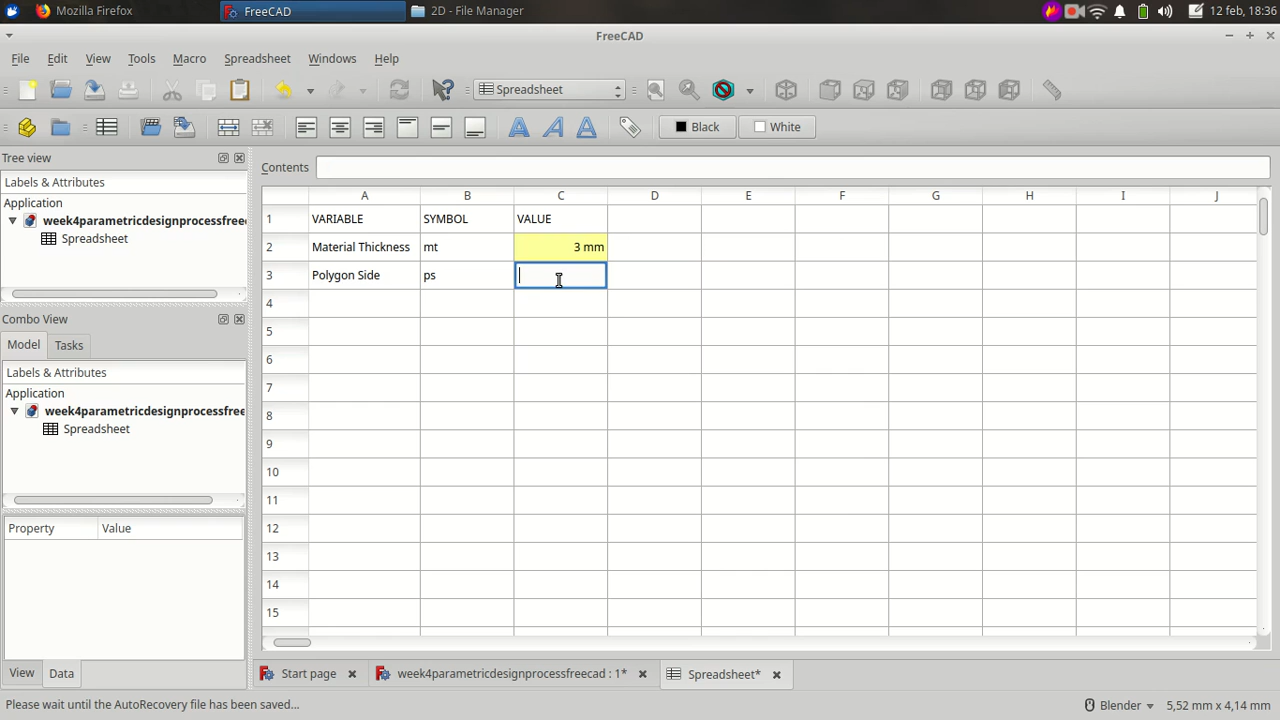 Mozilla Firefox
FreeCAD
2D - File Manager
12 feb, 18:36
FreeCAD
File Edit View Tools Macro Spreadsheet Windows Help
Spreadsheet
Black
White
Tree view
Labels & Attributes
Application
week4parametricdesignprocessfree
Spreadsheet
Combo View
Model
Tasks
Labels & Attributes
Application
week4parametricdesignprocessfree
Spreadsheet
Property Value
View
Data
Contents
A B C D E F G H I J
1 VARIABLE SYMBOL VALUE
2 Material Thickness mt 3 mm
3 Polygon Side ps
4
5
6
7
8
9
10
11
12
13
14
15
Start page
week4parametricdesignprocessfreecad : 1*
Spreadsheet*
Please wait until the AutoRecovery file has been saved...
Blender
5,52 mm x 4,14 mm